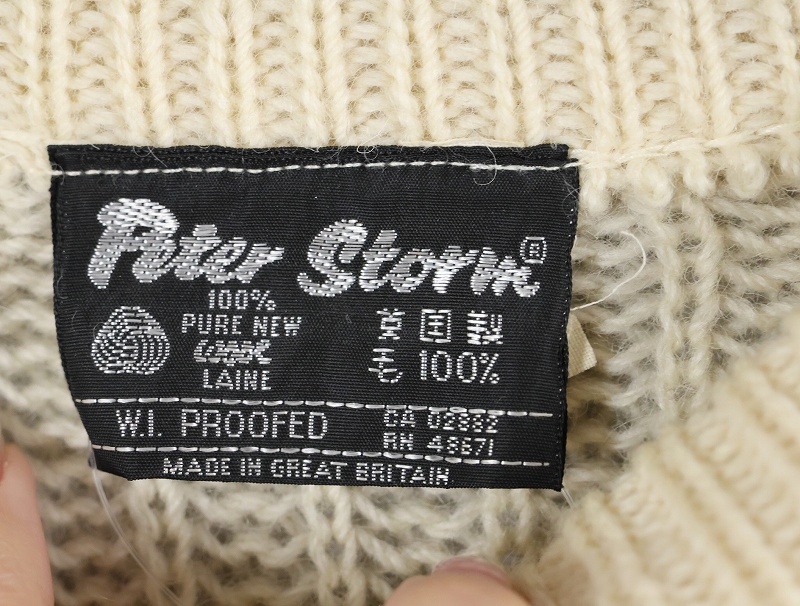 Peter Storm ®
100%
PURE NEW
WOOL
LAINE
英国製
毛 100%
W.I. PROOFED
CA 02882
RN 48671
MADE IN GREAT BRITAIN